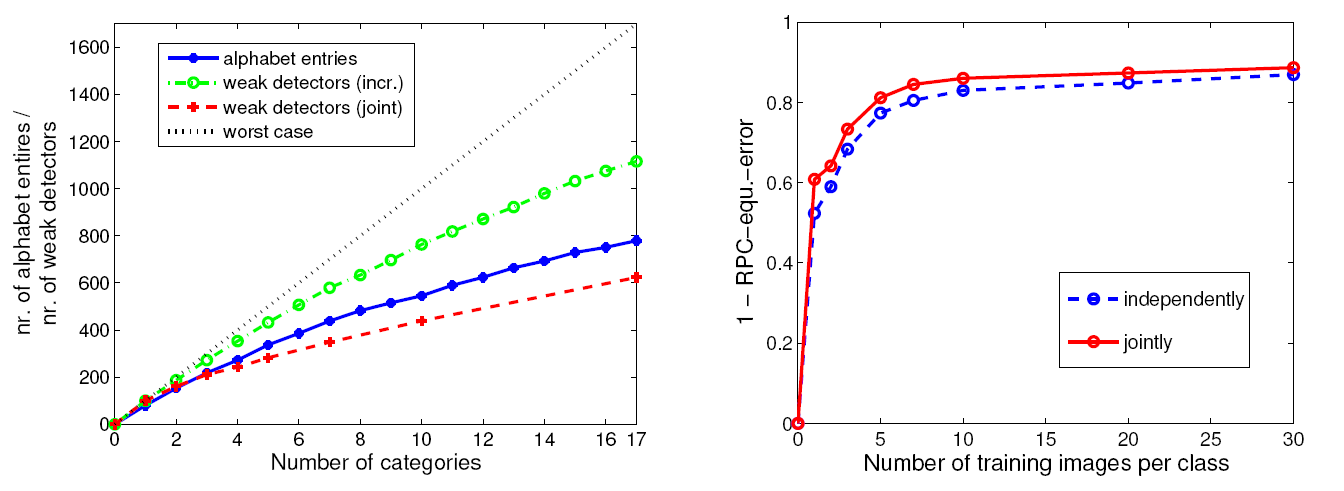 nr. of alphabet entires /
nr. of weak detectors
1600
1400
1200
1000
800
600
400
200
0
alphabet entries
weak detectors (incr.)
weak detectors (joint)
worst case
0 2 4 6 8 10 12 14 16 17
Number of categories
1 - RPC-equ.-error
1
0.8
0.6
0.4
0.2
0
independently
jointly
0 5 10 15 20 25 30
Number of training images per class